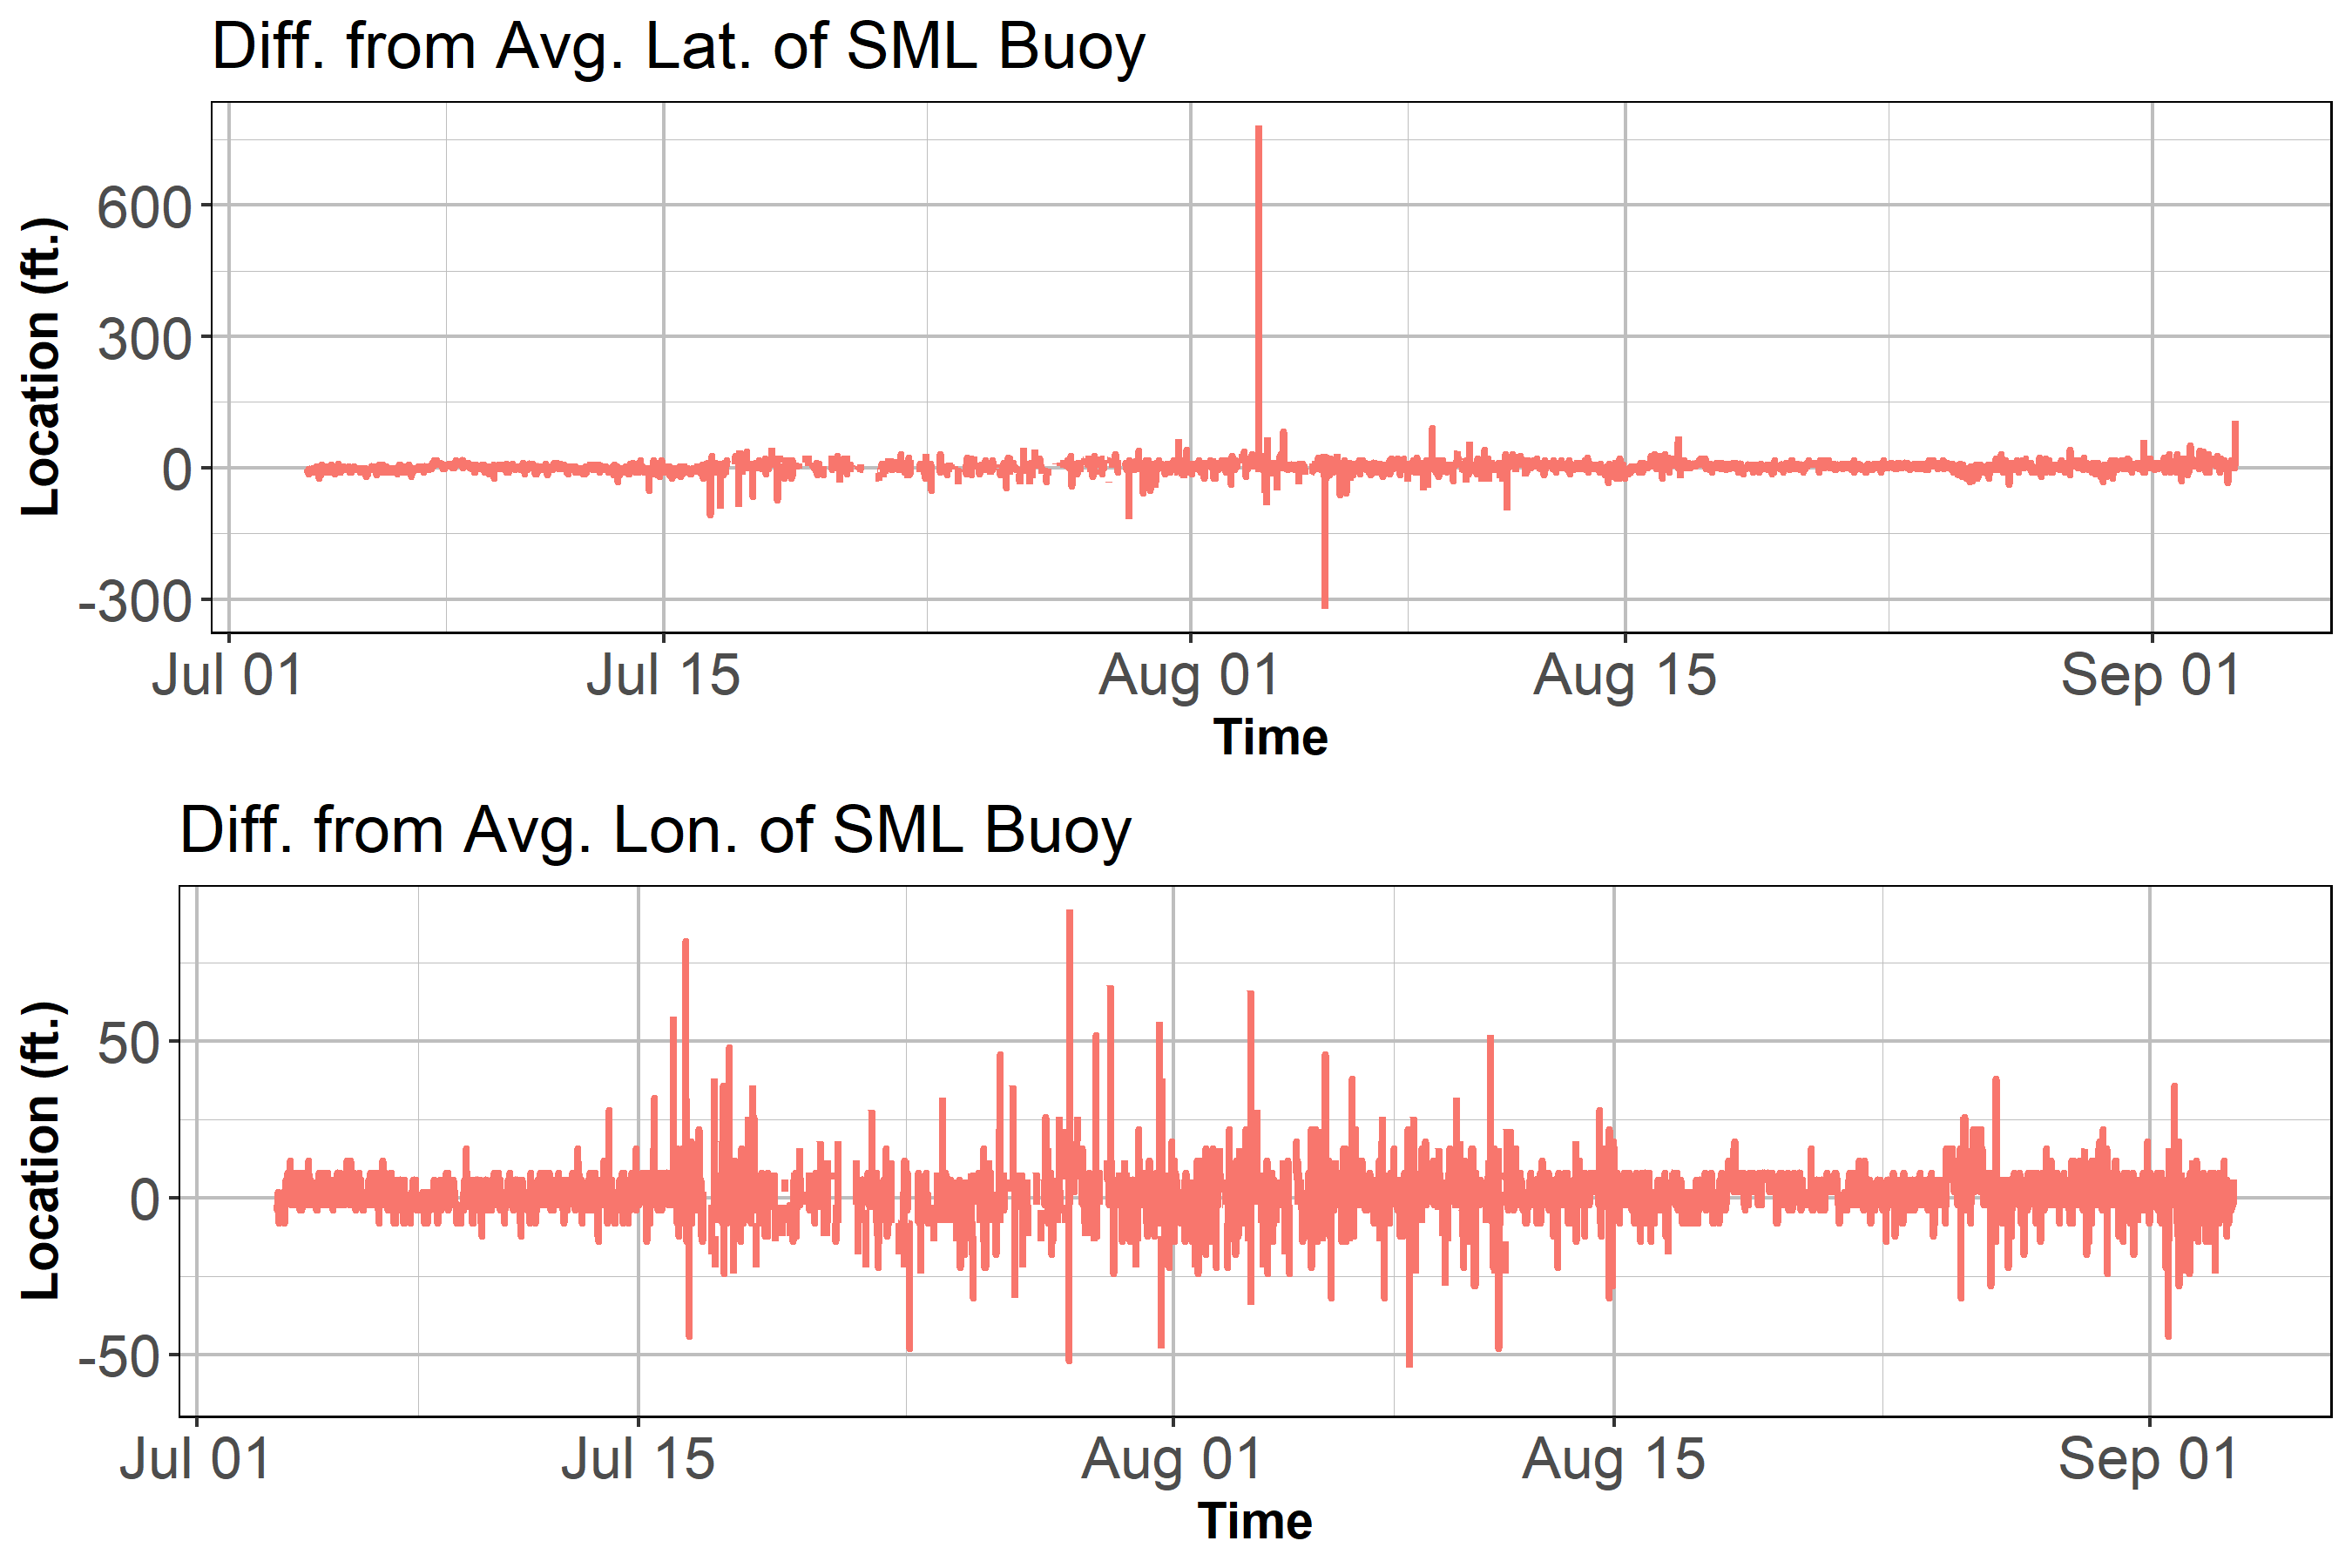 Diff. from Avg. Lat. of SML Buoy
Location (ft.)
600
300
0
-300
Jul 01 Jul 15 Aug 01 Aug 15 Sep 01
Time
Diff. from Avg. Lon. of SML Buoy
Location (ft.)
50
0
-50
Jul 01 Jul 15 Aug 01 Aug 15 Sep 01
Time